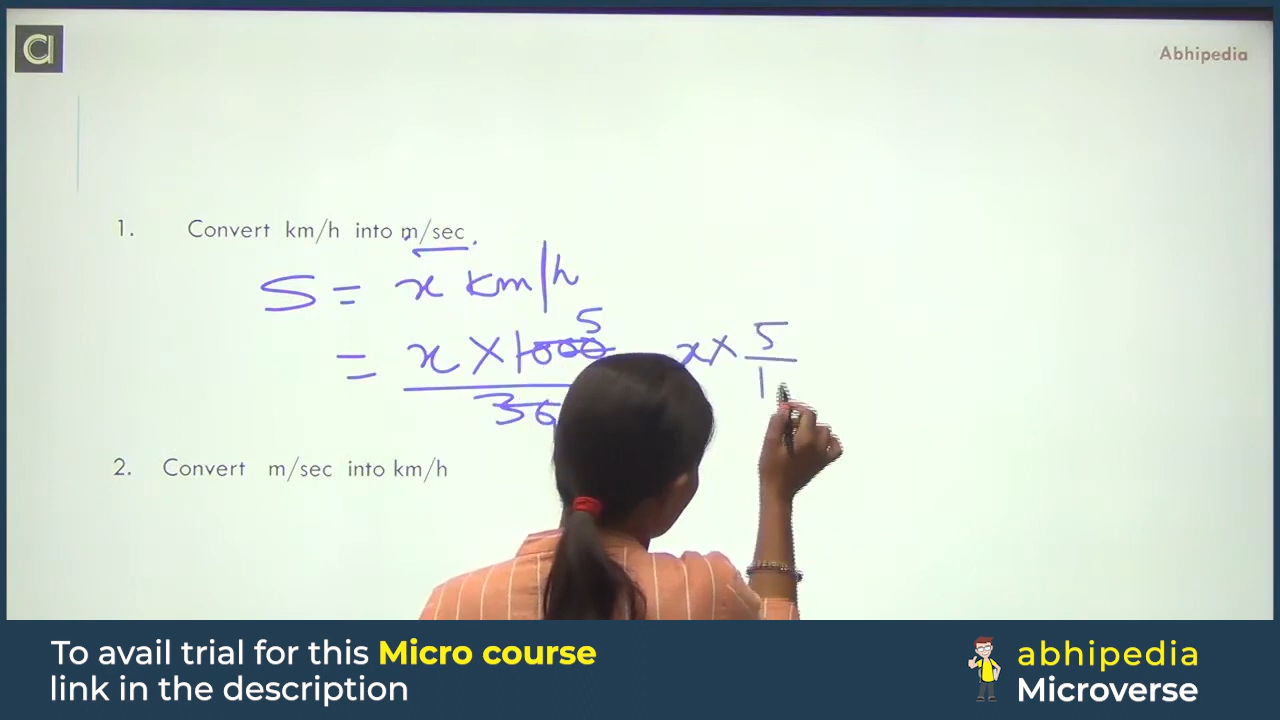 Abhipedia
1. Convert km/h into m/sec
S = x km/h
5
= x × 1000 x × 5
36 1
2. Convert m/sec into km/h
To avail trial for this Micro course
link in the description
abhipedia
Microverse